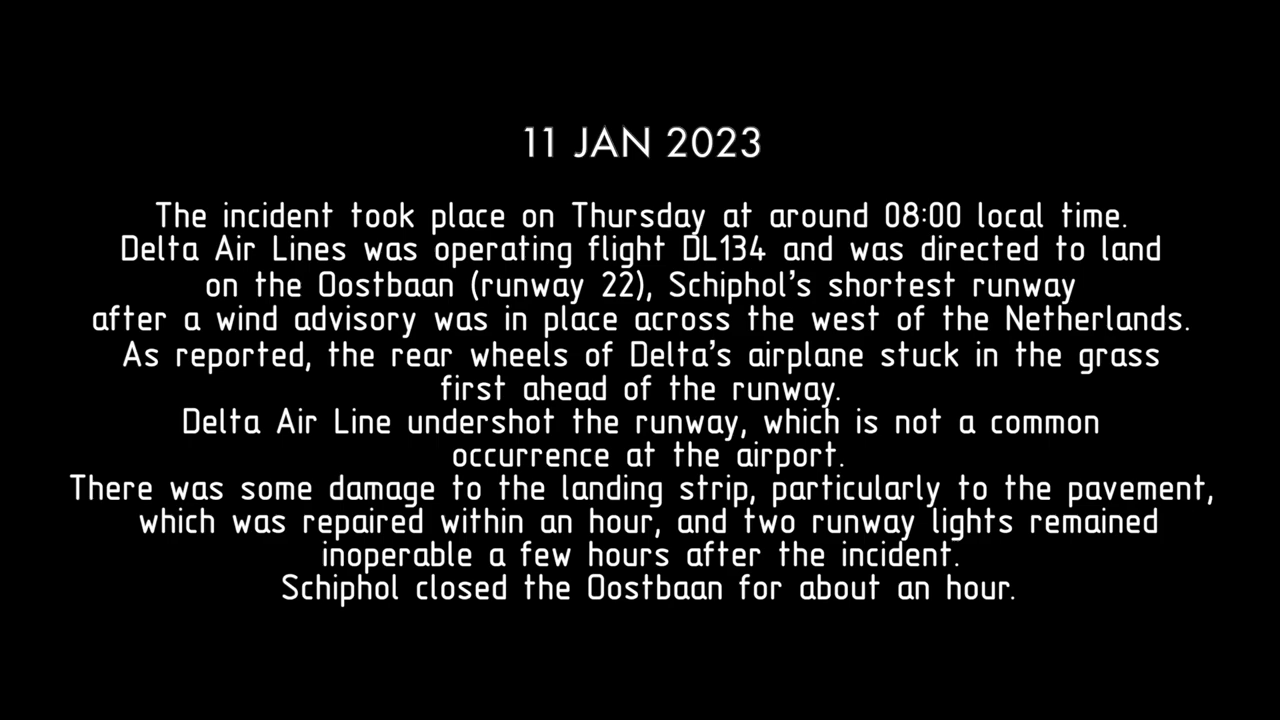 11 JAN 2023
The incident took place on Thursday at around 08:00 local time.
Delta Air Lines was operating flight DL134 and was directed to land
on the Oostbaan (runway 22), Schiphol’s shortest runway
after a wind advisory was in place across the west of the Netherlands.
As reported, the rear wheels of Delta’s airplane stuck in the grass
first ahead of the runway.
Delta Air Line undershot the runway, which is not a common
occurrence at the airport.
There was some damage to the landing strip, particularly to the pavement,
which was repaired within an hour, and two runway lights remained
inoperable a few hours after the incident.
Schiphol closed the Oostbaan for about an hour.